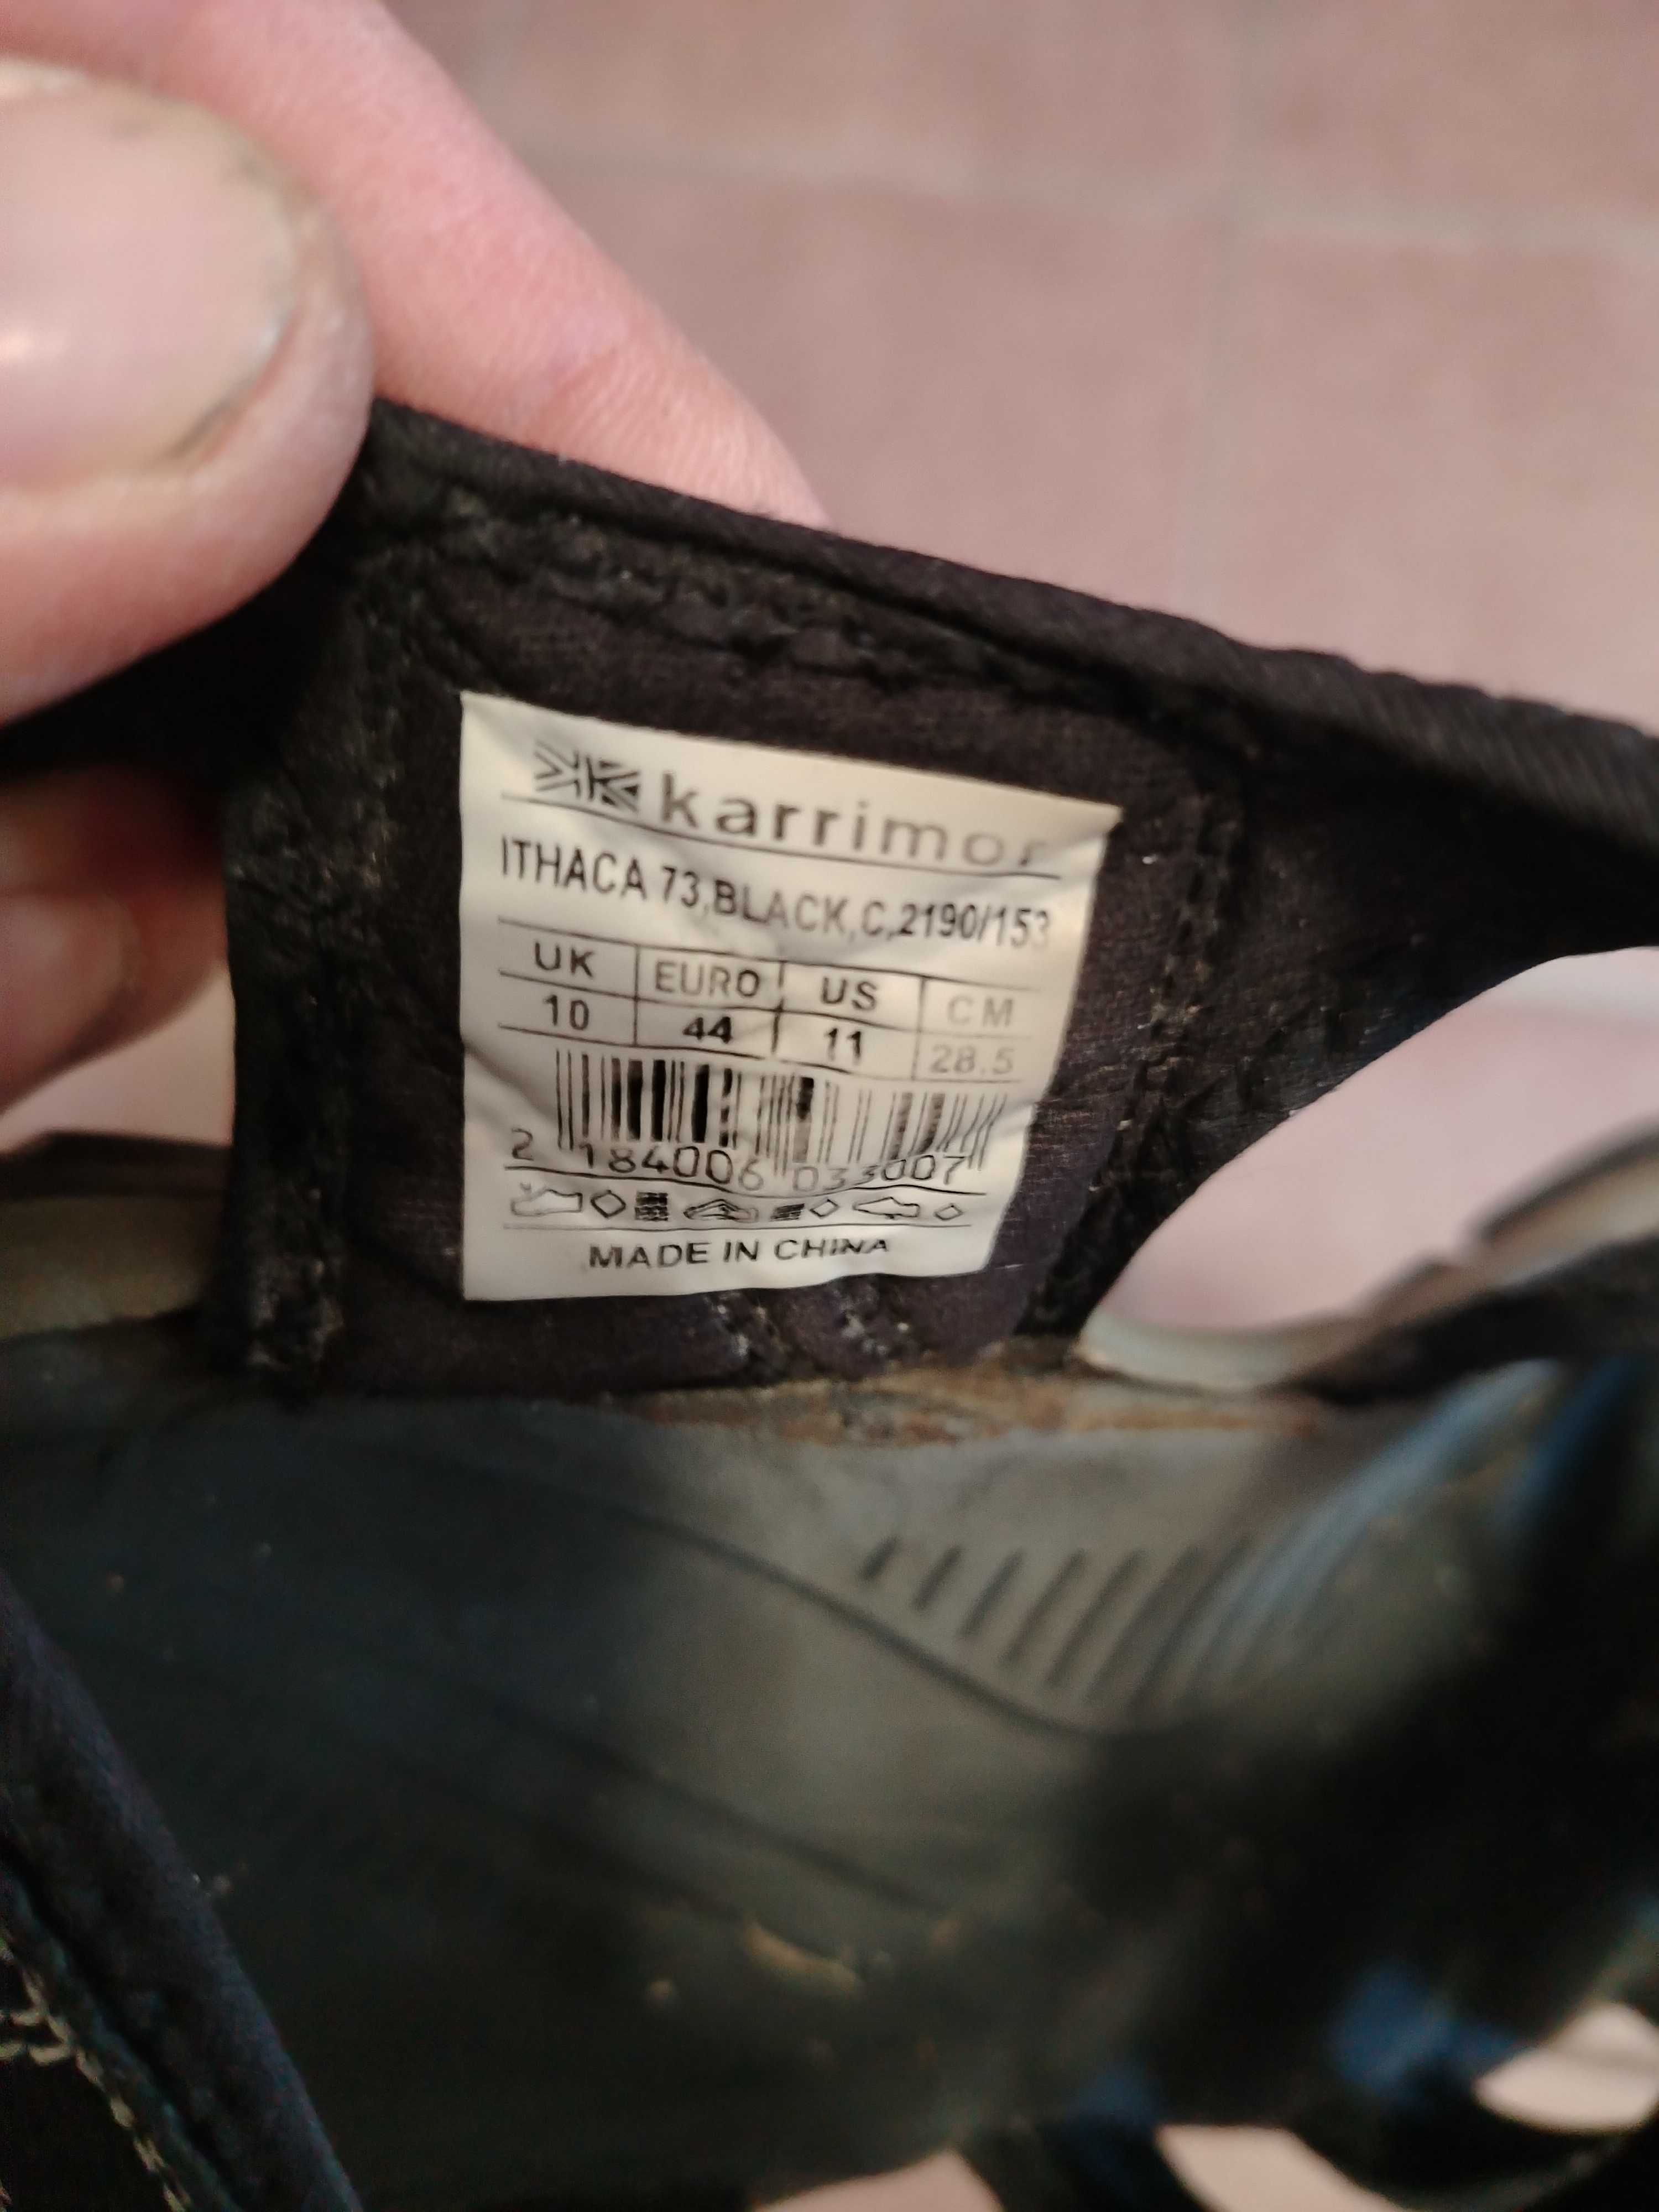 karrimor
ITHACA 73,BLACK,C,2190/153
UK EURO US CM
10 44 11 28.5
2 184006 033007
MADE IN CHINA